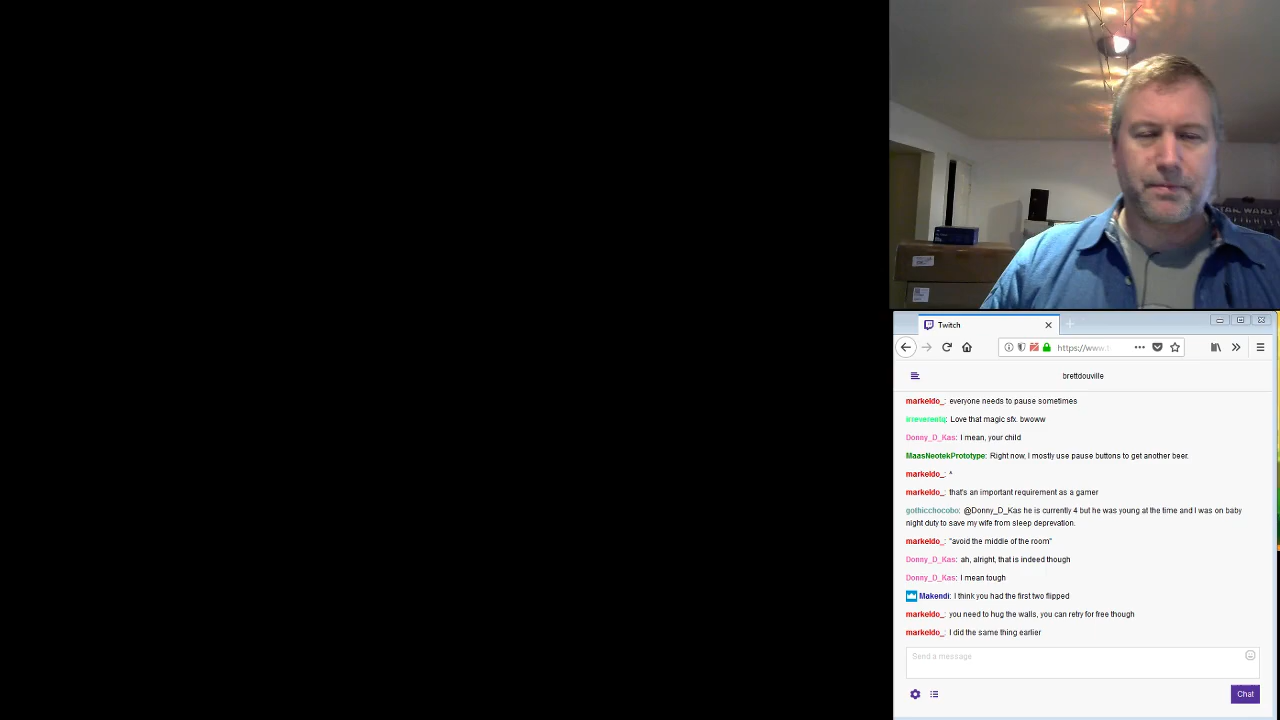 STAR WARS
Twitch
https://www.t
brettdouville
markeldo_: everyone needs to pause sometimes
irreverentq: Love that magic sfx. bwoww
Donny_D_Kas: I mean, your child
MaasNeotekPrototype: Right now, I mostly use pause buttons to get another beer.
markeldo_: *
markeldo_: that's an important requirement as a gamer
gothicchocobo: @Donny_D_Kas he is currently 4 but he was young at the time and I was on baby
night duty to save my wife from sleep deprevation.
markeldo_: "avoid the middle of the room"
Donny_D_Kas: ah, alright, that is indeed though
Donny_D_Kas: I mean tough
Makendi: I think you had the first two flipped
markeldo_: you need to hug the walls, you can retry for free though
markeldo_: I did the same thing earlier
Send a message
Chat